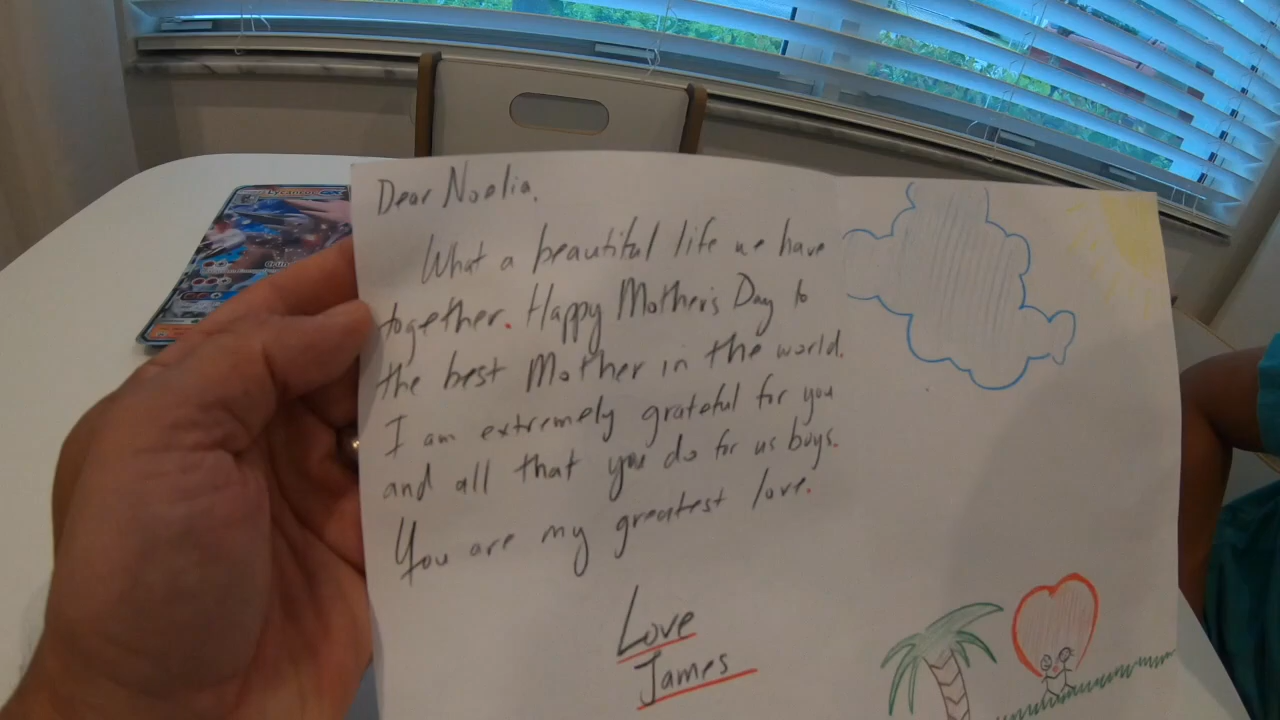 Dear Noelia,
What a beautiful life we have
together. Happy Mother's Day to
the best Mother in the world.
I am extremely grateful for you
and all that you do for us boys.
You are my greatest love.
Love
James